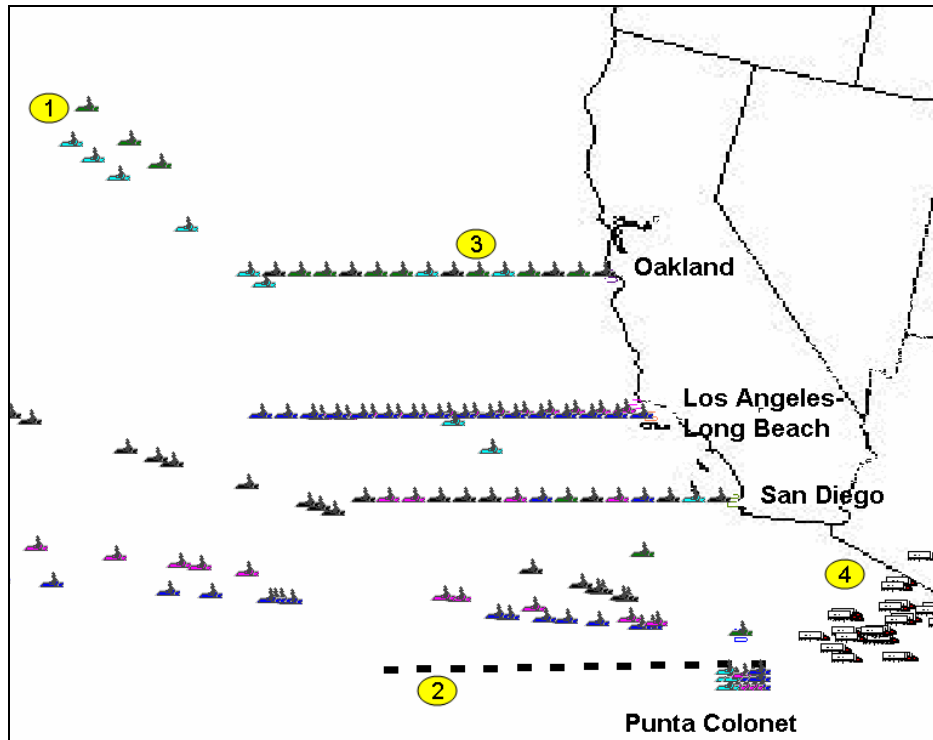 1
3
Oakland
Los Angeles-
Long Beach
San Diego
4
2
Punta Colonet